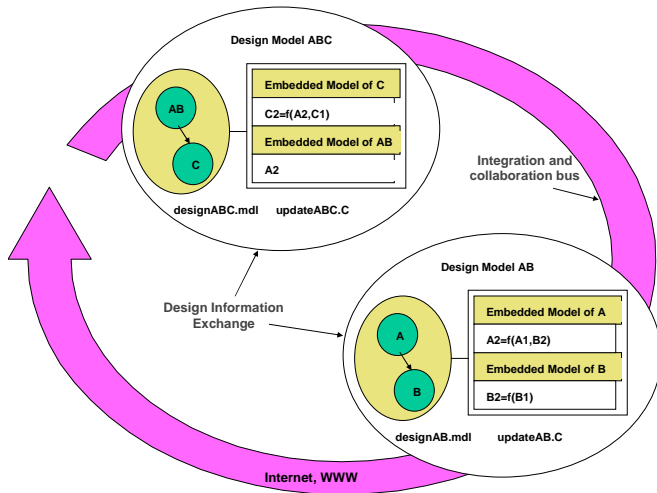 Design Model ABC
AB
C
Embedded Model of C
C2=f(A2,C1)
Embedded Model of AB
A2
designABC.mdl updateABC.C
Integration and
collaboration bus
Design Information
Exchange
Design Model AB
A
B
Embedded Model of A
A2=f(A1,B2)
Embedded Model of B
B2=f(B1)
designAB.mdl updateAB.C
Internet, WWW